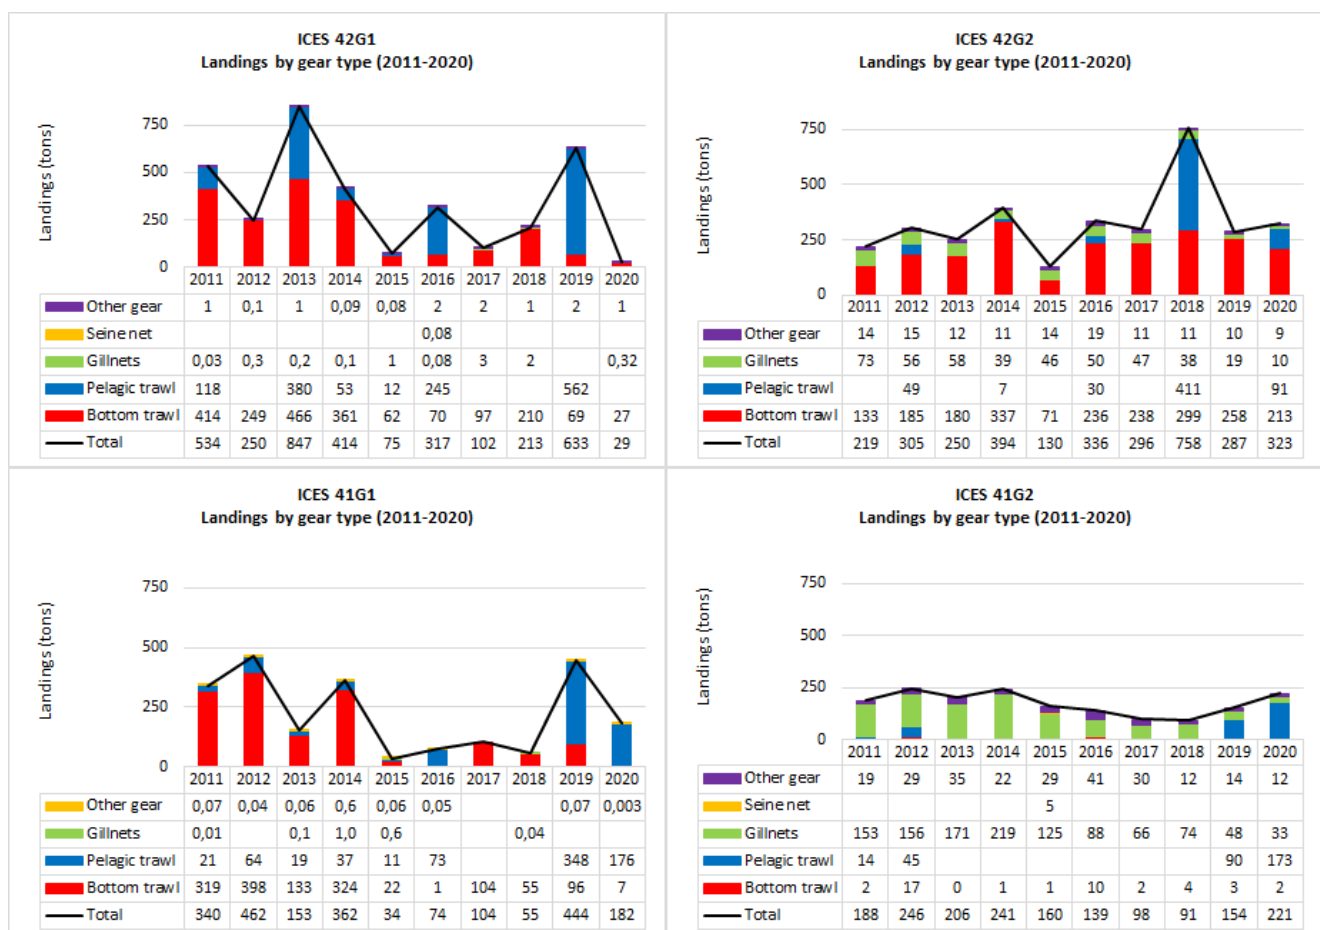 ICES 42G1
Landings by gear type (2011-2020)
Landings (tons)
750
500
250
0
2011 2012 2013 2014 2015 2016 2017 2018 2019 2020
Other gear 1 0,1 1 0,09 0,08 2 2 1 2 1
Seine net 0,08
Gillnets 0,03 0,3 0,2 0,1 1 0,08 3 2 0,32
Pelagic trawl 118 380 53 12 245 562
Bottom trawl 414 249 466 361 62 70 97 210 69 27
Total 534 250 847 414 75 317 102 213 633 29
ICES 42G2
Landings by gear type (2011-2020)
Landings (tons)
750
500
250
0
2011 2012 2013 2014 2015 2016 2017 2018 2019 2020
Other gear 14 15 12 11 14 19 11 11 10 9
Gillnets 73 56 58 39 46 50 47 38 19 10
Pelagic trawl 49 7 30 411 91
Bottom trawl 133 185 180 337 71 236 238 299 258 213
Total 219 305 250 394 130 336 296 758 287 323
ICES 41G1
Landings by gear type (2011-2020)
Landings (tons)
750
500
250
0
2011 2012 2013 2014 2015 2016 2017 2018 2019 2020
Other gear 0,07 0,04 0,06 0,6 0,06 0,05 0,07 0,003
Gillnets 0,01 0,1 1,0 0,6 0,04
Pelagic trawl 21 64 19 37 11 73 348 176
Bottom trawl 319 398 133 324 22 1 104 55 96 7
Total 340 462 153 362 34 74 104 55 444 182
ICES 41G2
Landings by gear type (2011-2020)
Landings (tons)
750
500
250
0
2011 2012 2013 2014 2015 2016 2017 2018 2019 2020
Other gear 19 29 35 22 29 41 30 12 14 12
Seine net 5
Gillnets 153 156 171 219 125 88 66 74 48 33
Pelagic trawl 14 45 90 173
Bottom trawl 2 17 0 1 1 10 2 4 3 2
Total 188 246 206 241 160 139 98 91 154 221